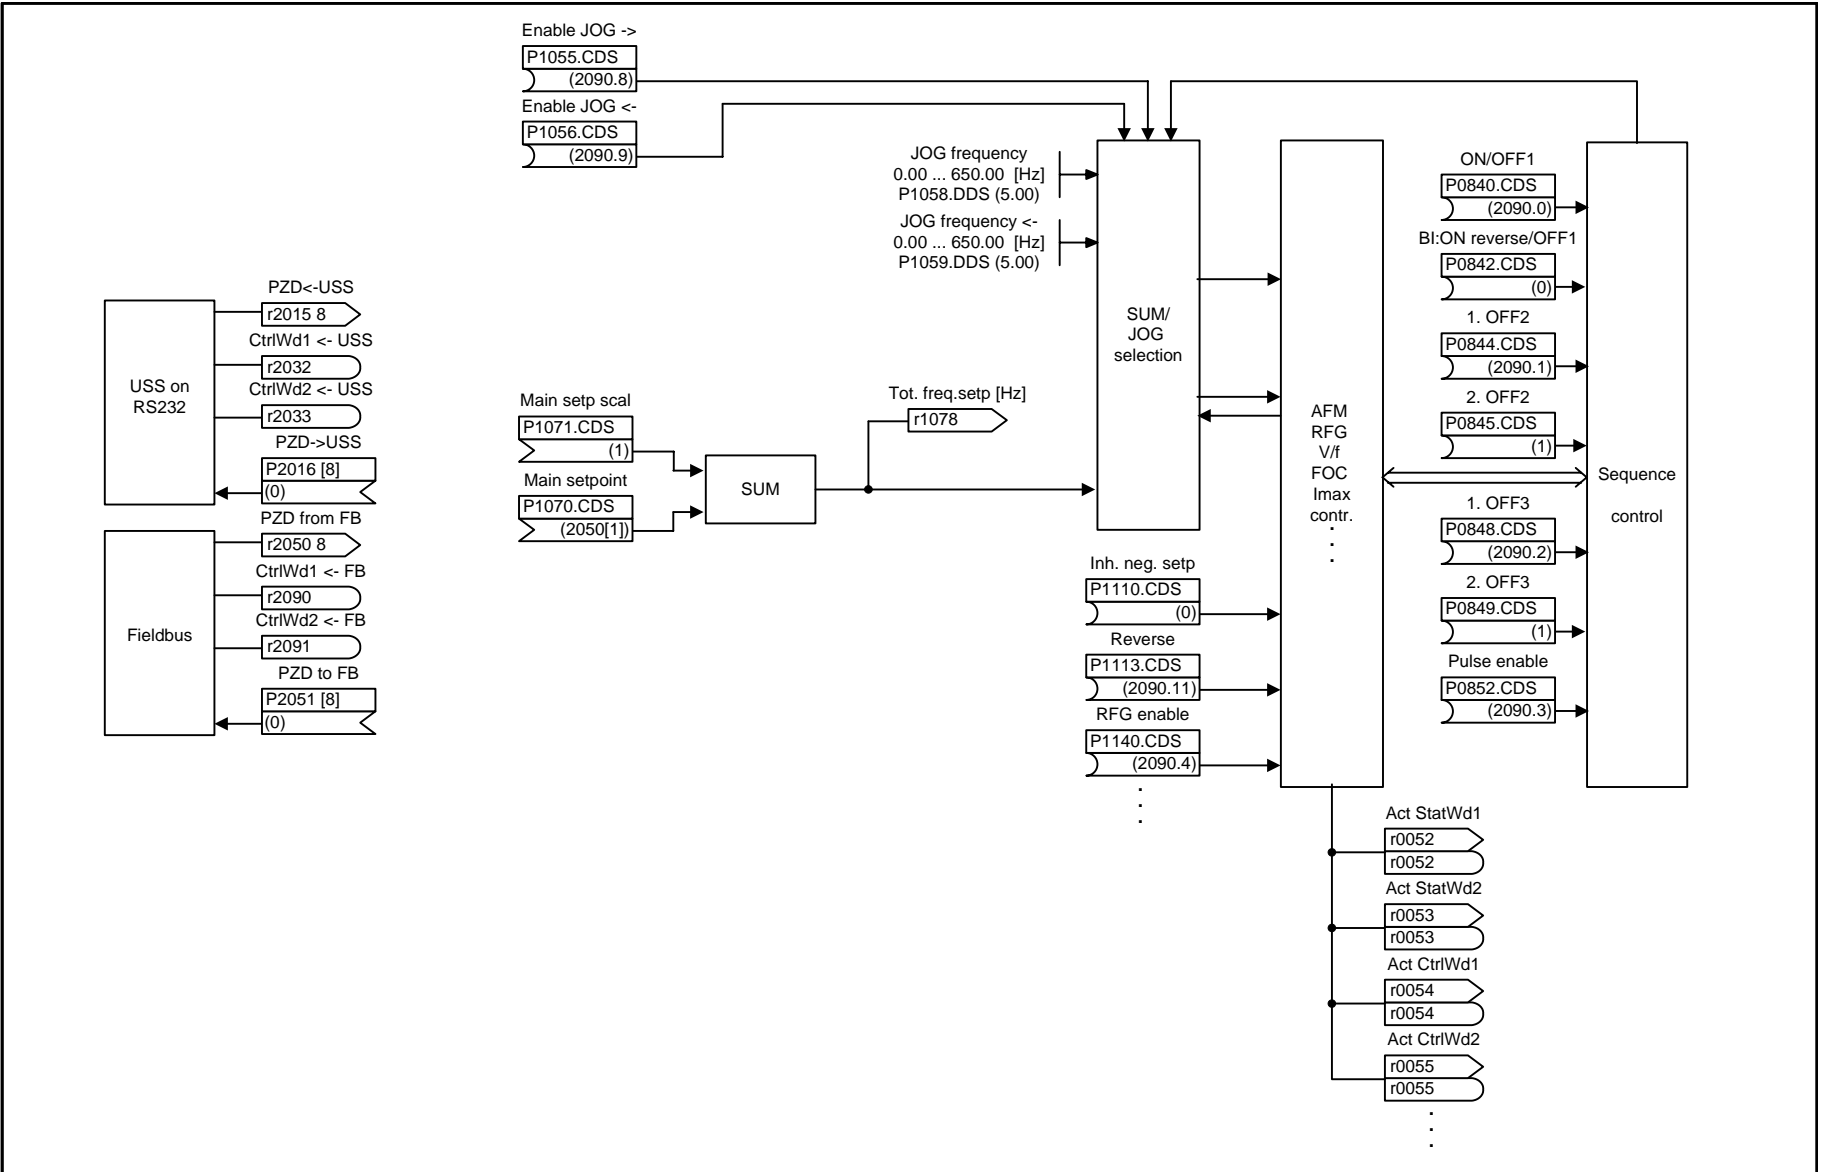 Enable JOG ->
P1055.CDS
(2090.8)
Enable JOG <-
P1056.CDS
(2090.9)
JOG frequency
0.00 ... 650.00 [Hz]
P1058.DDS (5.00)
JOG frequency <-
0.00 ... 650.00 [Hz]
P1059.DDS (5.00)
SUM/
JOG
selection
USS on
RS232
PZD<-USS
r2015 8
CtrlWd1 <- USS
r2032
CtrlWd2 <- USS
r2033
PZD->USS
P2016 [8]
(0)
Fieldbus
PZD from FB
r2050 8
CtrlWd1 <- FB
r2090
CtrlWd2 <- FB
r2091
PZD to FB
P2051 [8]
(0)
Main setp scal
P1071.CDS
(1)
Main setpoint
P1070.CDS
(2050[1])
SUM
Tot. freq.setp [Hz]
r1078
Inh. neg. setp
P1110.CDS
(0)
Reverse
P1113.CDS
(2090.11)
RFG enable
P1140.CDS
(2090.4)
.
.
.
AFM
RFG
V/f
FOC
Imax
contr.
.
.
.
ON/OFF1
P0840.CDS
(2090.0)
BI:ON reverse/OFF1
P0842.CDS
(0)
1. OFF2
P0844.CDS
(2090.1)
2. OFF2
P0845.CDS
(1)
1. OFF3
P0848.CDS
(2090.2)
2. OFF3
P0849.CDS
(1)
Pulse enable
P0852.CDS
(2090.3)
Sequence
control
Act StatWd1
r0052
r0052
Act StatWd2
r0053
r0053
Act CtrlWd1
r0054
r0054
Act CtrlWd2
r0055
r0055
.
.
.